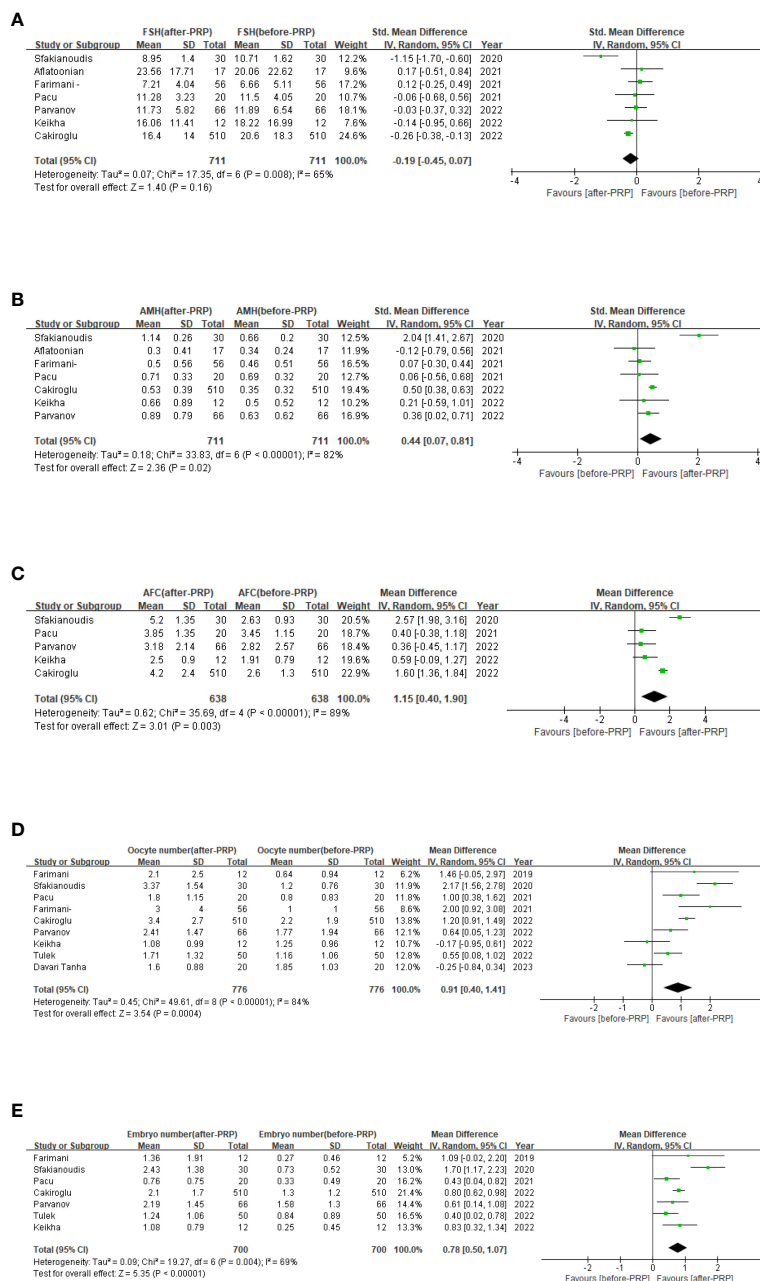 A
FSH(after-PRP) FSH(before-PRP) Std. Mean Difference Std. Mean Difference
Study or Subgroup Mean SD Total Mean SD Total Weight IV, Random, 95% CI Year IV, Random, 95% CI
Sfakianoudis 8.95 1.4 30 10.71 1.62 30 12.2% -1.15 [-1.70, -0.60] 2020
Aflatoonian 23.56 17.71 17 20.06 22.62 17 9.6% 0.17 [-0.51, 0.84] 2021
Farimani - 7.21 4.04 56 6.66 5.11 56 16.6% 0.12 [-0.25, 0.49] 2021
Pacu 11.28 3.23 20 11.5 4.05 20 10.7% -0.06 [-0.68, 0.56] 2021
Parvanov 11.73 5.82 66 11.89 6.54 66 17.6% -0.03 [-0.37, 0.32] 2022
Keikha 16.06 11.41 12 18.22 16.99 12 7.6% -0.14 [-0.95, 0.66] 2022
Cakiroglu 16.4 14 510 20.6 18.3 510 24.6% -0.26 [-0.38, -0.13] 2022
Total (95% CI) 711 711 100.0% -0.19 [-0.45, 0.07]
Heterogeneity: Tau² = 0.07; Chi² = 17.35, df = 6 (P = 0.008); I² = 65%
Test for overall effect: Z = 1.40 (P = 0.16)
-4 -2 0 2 4
Favours [after-PRP] Favours [before-PRP]
B
AMH(after-PRP) AMH(before-PRP) Std. Mean Difference Std. Mean Difference
Study or Subgroup Mean SD Total Mean SD Total Weight IV, Random, 95% CI Year IV, Random, 95% CI
Sfakianoudis 1.14 0.26 30 0.66 0.2 30 12.5% 2.04 [1.41, 2.67] 2020
Aflatoonian 0.3 0.41 17 0.34 0.24 17 11.9% -0.12 [-0.79, 0.56] 2021
Farimani- 0.5 0.56 56 0.46 0.51 56 16.9% 0.07 [-0.30, 0.44] 2021
Pacu 0.71 0.33 20 0.69 0.32 20 12.7% 0.06 [-0.56, 0.68] 2021
Cakiroglu 0.53 0.39 510 0.35 0.32 510 19.4% 0.50 [0.38, 0.63] 2022
Keikha 0.66 0.89 12 0.5 0.52 12 10.1% 0.21 [-0.59, 1.01] 2022
Parvanov 0.89 0.79 66 0.63 0.62 66 17.3% 0.36 [0.02, 0.71] 2022
Total (95% CI) 711 711 100.0% 0.44 [0.07, 0.81]
Heterogeneity: Tau² = 0.18; Chi² = 33.83, df = 6 (P < 0.00001); I² = 82%
Test for overall effect: Z = 2.36 (P = 0.02)
-4 -2 0 2 4
Favours [before-PRP] Favours [after-PRP]
C
AFC(after-PRP) AFC(before-PRP) Mean Difference Mean Difference
Study or Subgroup Mean SD Total Mean SD Total Weight IV, Random, 95% CI Year IV, Random, 95% CI
Sfakianoudis 5.2 1.35 30 2.63 0.93 30 20.5% 2.57 [1.98, 3.16] 2020
Pacu 3.85 1.35 20 3.45 1.15 20 18.7% 0.40 [-0.38, 1.18] 2021
Parvanov 3.18 2.14 66 2.82 2.57 66 18.4% 0.36 [-0.45, 1.17] 2022
Keikha 2.5 0.9 12 1.91 0.79 12 19.6% 0.59 [-0.09, 1.27] 2022
Cakiroglu 4.2 2.4 510 2.6 1.3 510 22.9% 1.60 [1.36, 1.84] 2022
Total (95% CI) 638 638 100.0% 1.15 [0.40, 1.90]
Heterogeneity: Tau² = 0.62; Chi² = 35.69, df = 4 (P < 0.00001); I² = 89%
Test for overall effect: Z = 3.01 (P = 0.003)
-4 -2 0 2 4
Favours [before-PRP] Favours [after-PRP]
D
Oocyte number(after-PRP) Oocyte number(before-PRP) Mean Difference Mean Difference
Study or Subgroup Mean SD Total Mean SD Total Weight IV, Random, 95% CI Year IV, Random, 95% CI
Farimani 2.1 2.5 12 0.64 0.94 12 6.2% 1.46 [-0.05, 2.97] 2019
Sfakianoudis 3.37 1.54 30 1.2 0.76 30 11.9% 2.17 [1.56, 2.78] 2020
Pacu 1.8 1.15 20 0.8 0.83 20 11.8% 1.00 [0.38, 1.62] 2021
Farimani- 3 4 56 1 1 56 8.7% 2.00 [0.92, 3.08] 2021
Cakiroglu 3.4 2.7 510 2.2 1.9 510 13.5% 1.20 [0.91, 1.49] 2022
Parvanov 2.41 1.47 66 1.77 1.94 66 12.0% 0.64 [0.05, 1.23] 2022
Keikha 1.08 0.99 12 1.25 0.96 12 10.8% -0.17 [-0.95, 0.61] 2022
Tulek 1.71 1.32 50 1.16 1.06 50 12.7% 0.55 [0.08, 1.02] 2022
Davari Tanha 1.6 0.88 20 1.85 1.03 20 12.0% -0.25 [-0.84, 0.34] 2023
Total (95% CI) 776 776 100.0% 0.91 [0.40, 1.41]
Heterogeneity: Tau² = 0.45; Chi² = 49.61, df = 8 (P < 0.00001); I² = 84%
Test for overall effect: Z = 3.54 (P = 0.0004)
-2 -1 0 1 2
Favours [before-PRP] Favours [after-PRP]
E
Embryo number(after-PRP) Embryo number(before-PRP) Mean Difference Mean Difference
Study or Subgroup Mean SD Total Mean SD Total Weight IV, Random, 95% CI Year IV, Random, 95% CI
Farimani 1.36 1.91 12 0.27 0.46 12 5.2% 1.09 [-0.02, 2.20] 2019
Sfakianoudis 2.43 1.38 30 0.73 0.52 30 13.0% 1.70 [1.17, 2.23] 2020
Pacu 0.76 0.75 20 0.33 0.49 20 16.7% 0.43 [0.04, 0.82] 2021
Cakiroglu 2.1 1.7 510 1.3 1.2 510 21.4% 0.80 [0.62, 0.98] 2022
Parvanov 2.19 1.45 66 1.58 1.3 66 14.5% 0.61 [0.14, 1.08] 2022
Tulek 1.24 1.06 50 0.84 0.89 50 16.9% 0.40 [0.02, 0.78] 2022
Keikha 1.08 0.79 12 0.25 0.45 12 12.3% 0.83 [0.32, 1.34] 2022
Total (95% CI) 700 700 100.0% 0.78 [0.50, 1.07]
Heterogeneity: Tau² = 0.09; Chi² = 19.27, df = 6 (P = 0.004); I² = 69%
Test for overall effect: Z = 5.35 (P < 0.00001)
-2 -1 0 1 2
Favours [before-PRP] Favours [after-PRP]